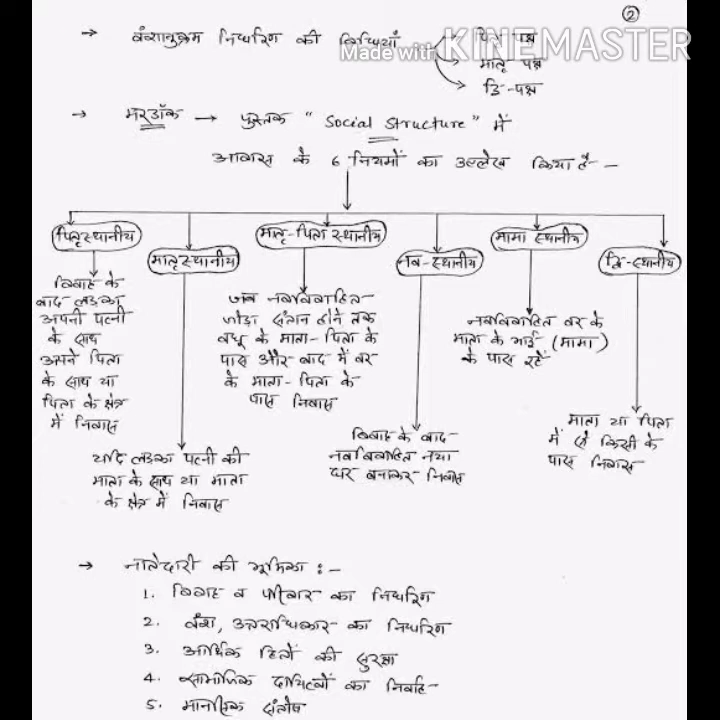 ②
→ वंशानुक्रम निर्धारण की विधियाँ
Made with KINEMASTER
पितृ पक्ष
मातृ पक्ष
द्वि-पक्ष
→ मरडॉक → पुस्तक "Social Structure" में
आवास के 6 नियमों का उल्लेख किया है -
पितृस्थानीय
विवाह के
बाद लड़का
अपनी पत्नी
के साथ
अपने पिता
के साथ या
पिता के क्षेत्र
में निवास
मातृस्थानीय
यदि लडका पत्नी की
माता के साथ या माता
के क्षेत्र में निवास
मातृ-पितृ स्थानीय
जब नवविवाहित
जोड़ा संतान होने तक
वधू के माता-पिता के
पास और बाद में वर
के माता-पिता के
पास निवास
नव-स्थानीय
विवाह के बाद
नवविवाहित नया
घर बनाकर निवास
मामा स्थानीय
नवविवाहित वर के
माता के भाई (मामा)
के पास रहें
द्वि-स्थानीय
माता या पिता
में से किसी के
पास निवास
→ नातेदारी की भूमिका :-
1. विवाह व परिवार का निर्धारण
2. वंश, उत्तराधिकार का निर्धारण
3. आर्थिक हितों की सुरक्षा
4. सामाजिक दायित्वों का निर्वाह
5. मानसिक संतोष